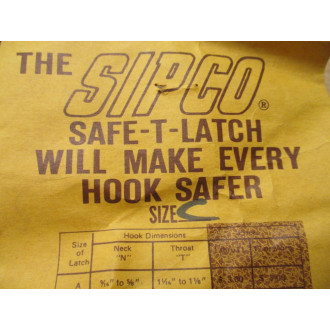 THE SIPCO®
SAFE-T-LATCH
WILL MAKE EVERY
HOOK SAFER
SIZE C
Hook Dimensions
Size of Latch
Neck "N"
Throat "T"
A